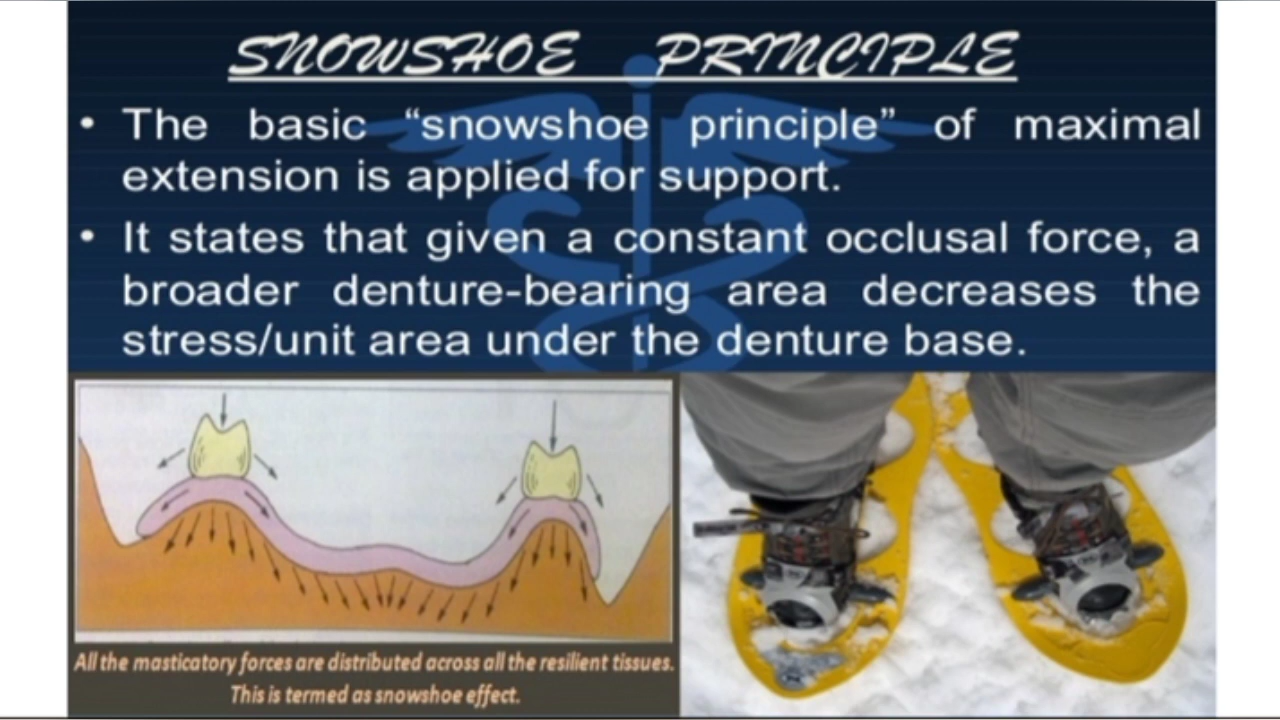 SNOWSHOE PRINCIPLE
• The basic “snowshoe principle” of maximal
extension is applied for support.
• It states that given a constant occlusal force, a
broader denture-bearing area decreases the
stress/unit area under the denture base.
All the masticatory forces are distributed across all the resilient tissues.
This is termed as snowshoe effect.